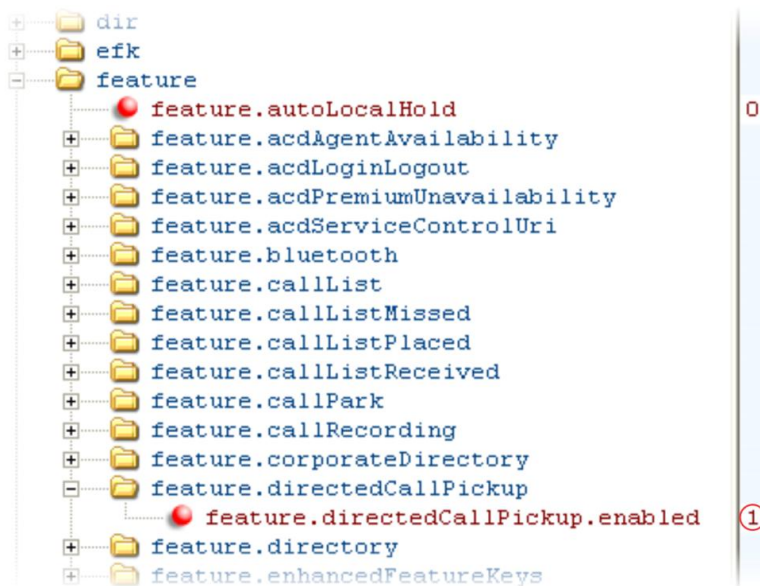 dir
efk
feature
feature.autoLocalHold 0
feature.acdAgentAvailability
feature.acdLoginLogout
feature.acdPremiumUnavailability
feature.acdServiceControlUri
feature.bluetooth
feature.callList
feature.callListMissed
feature.callListPlaced
feature.callListReceived
feature.callPark
feature.callRecording
feature.corporateDirectory
feature.directedCallPickup
feature.directedCallPickup.enabled 1
feature.directory
feature.enhancedFeatureKeys